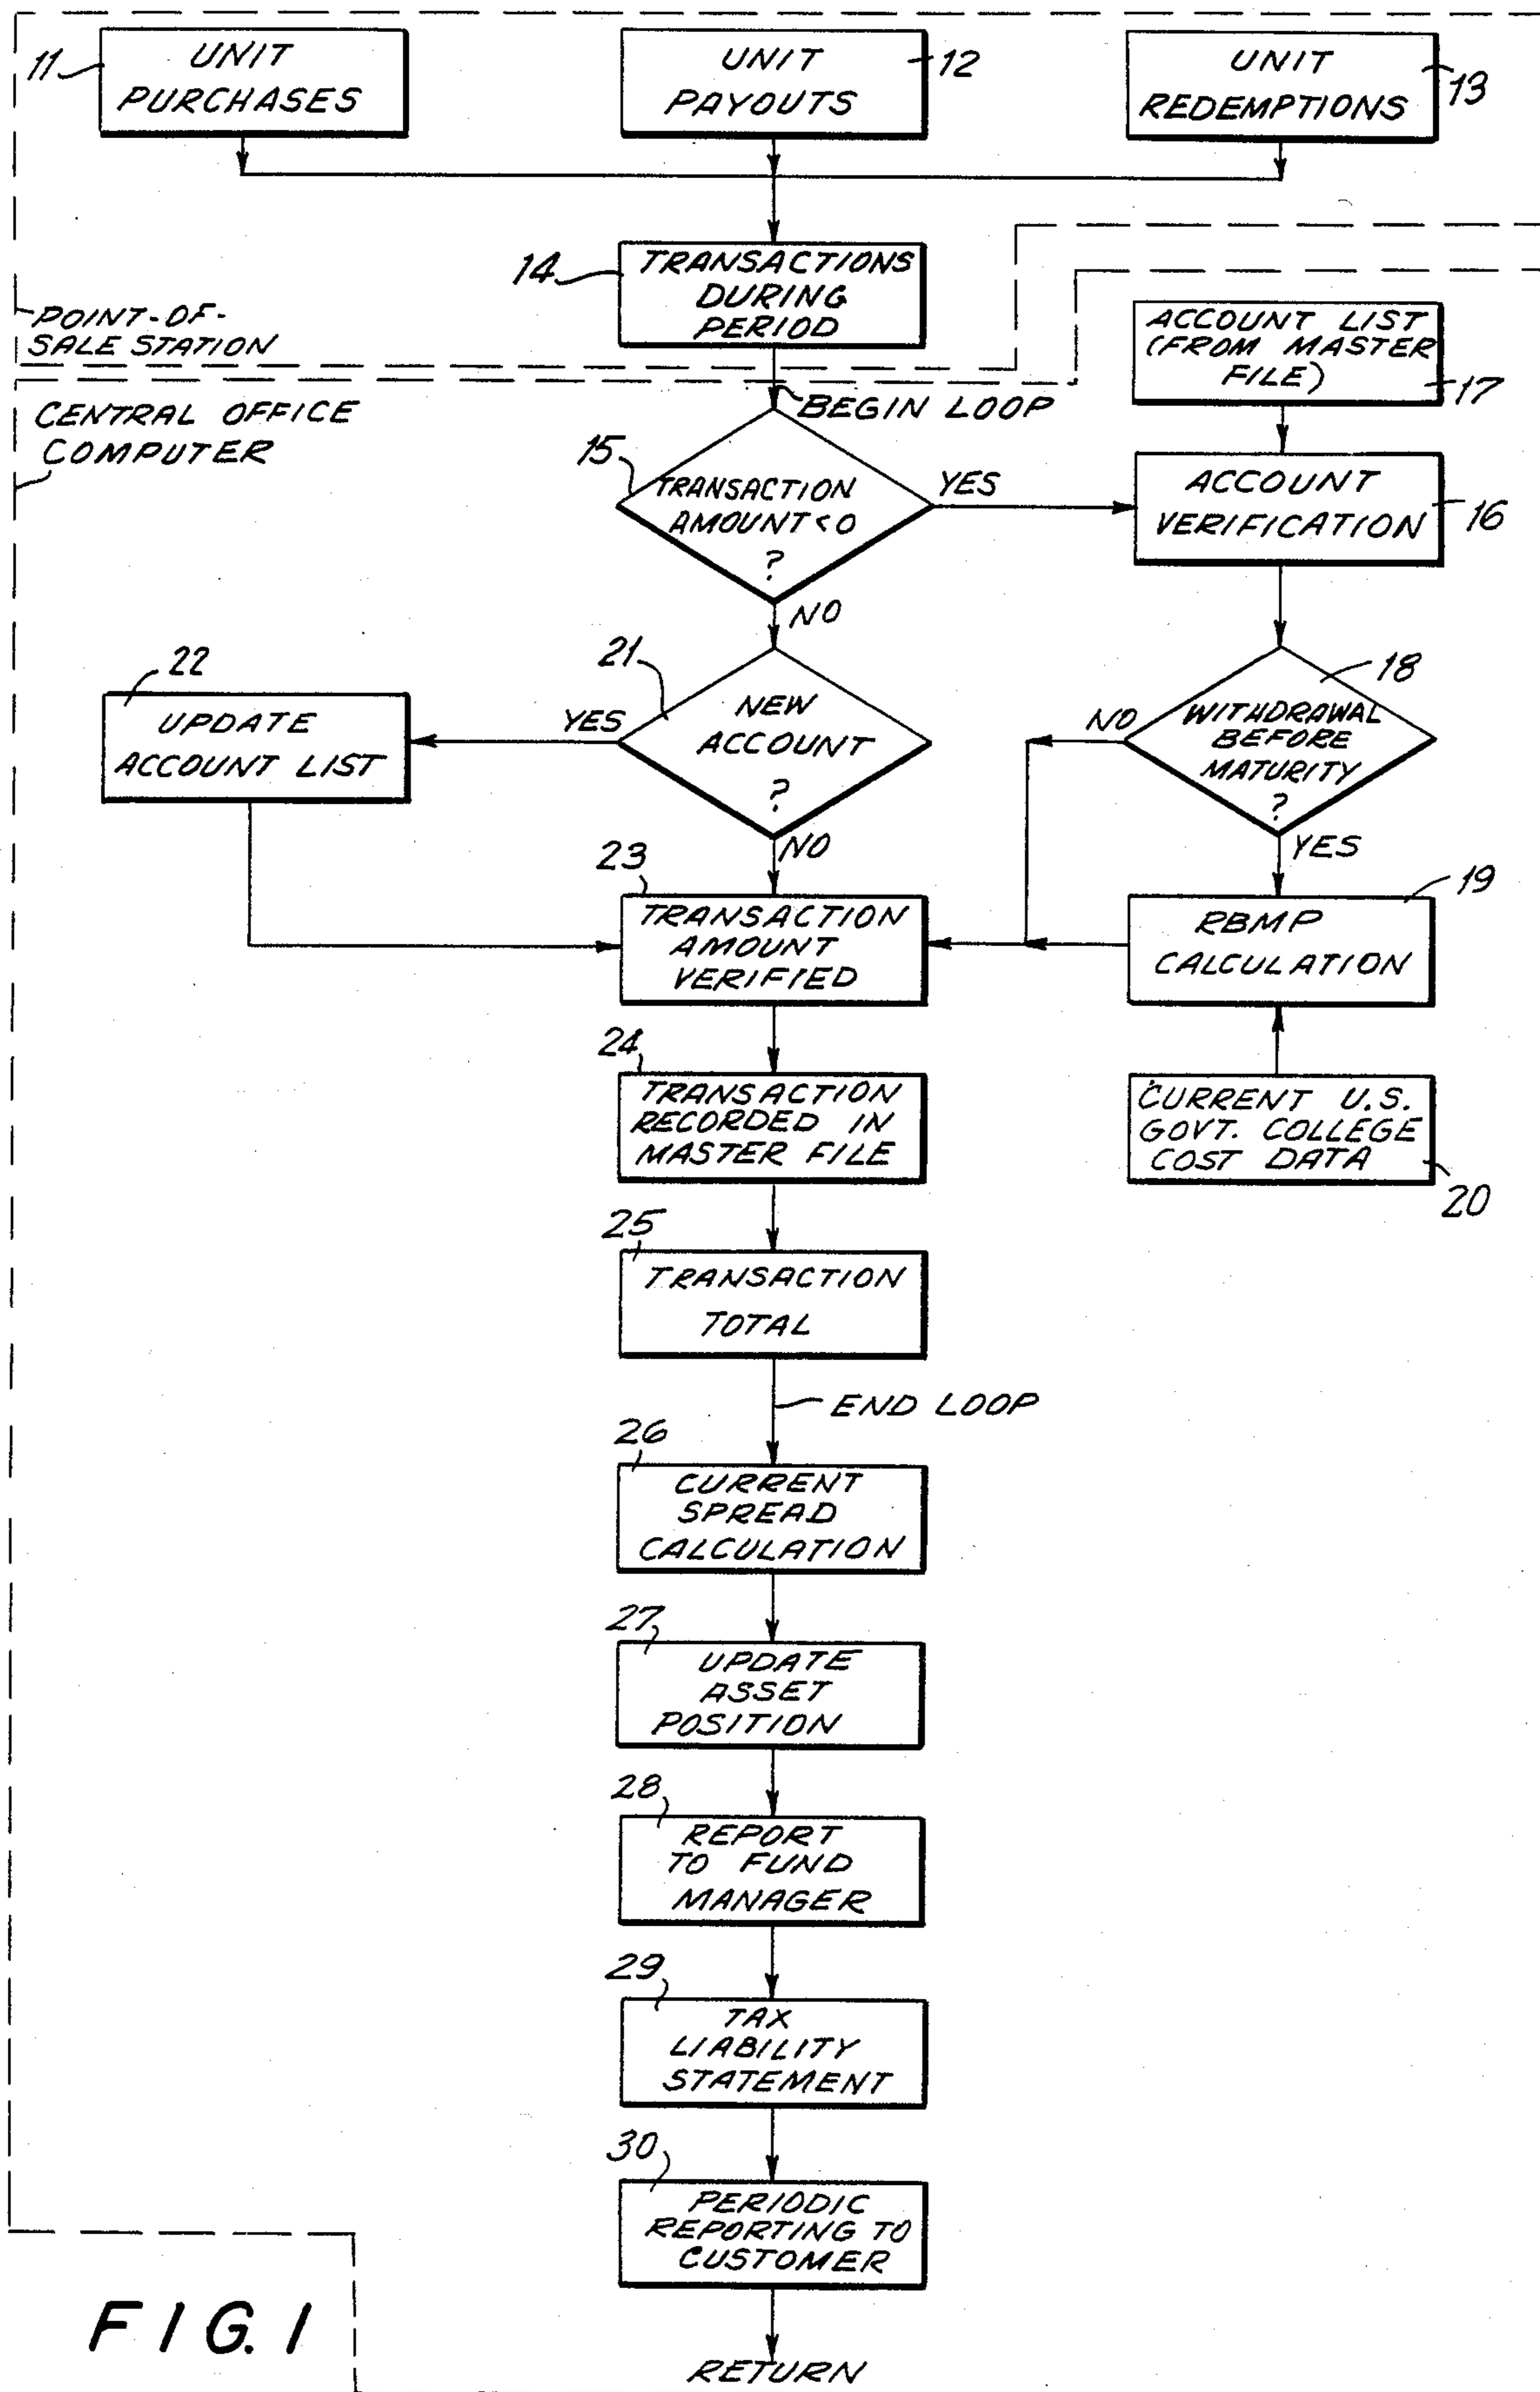 11
UNIT
PURCHASES
UNIT
PAYOUTS
12
UNIT
REDEMPTIONS
13
14
TRANSACTIONS
DURING
PERIOD
POINT-OF-
SALE STATION
ACCOUNT LIST
(FROM MASTER
FILE)
17
CENTRAL OFFICE
COMPUTER
BEGIN LOOP
15
TRANSACTION
AMOUNT<0
?
YES
NO
ACCOUNT
VERIFICATION
16
22
UPDATE
ACCOUNT LIST
21
YES
NEW
ACCOUNT
?
NO
18
NO
WITHDRAWAL
BEFORE
MATURITY
?
YES
23
TRANSACTION
AMOUNT
VERIFIED
19
RBMP
CALCULATION
24
TRANSACTION
RECORDED IN
MASTER FILE
CURRENT U.S.
GOVT. COLLEGE
COST DATA
20
25
TRANSACTION
TOTAL
END LOOP
26
CURRENT
SPREAD
CALCULATION
27
UPDATE
ASSET
POSITION
28
REPORT
TO FUND
MANAGER
29
TAX
LIABILITY
STATEMENT
30
PERIODIC
REPORTING TO
CUSTOMER
RETURN
FIG. 1